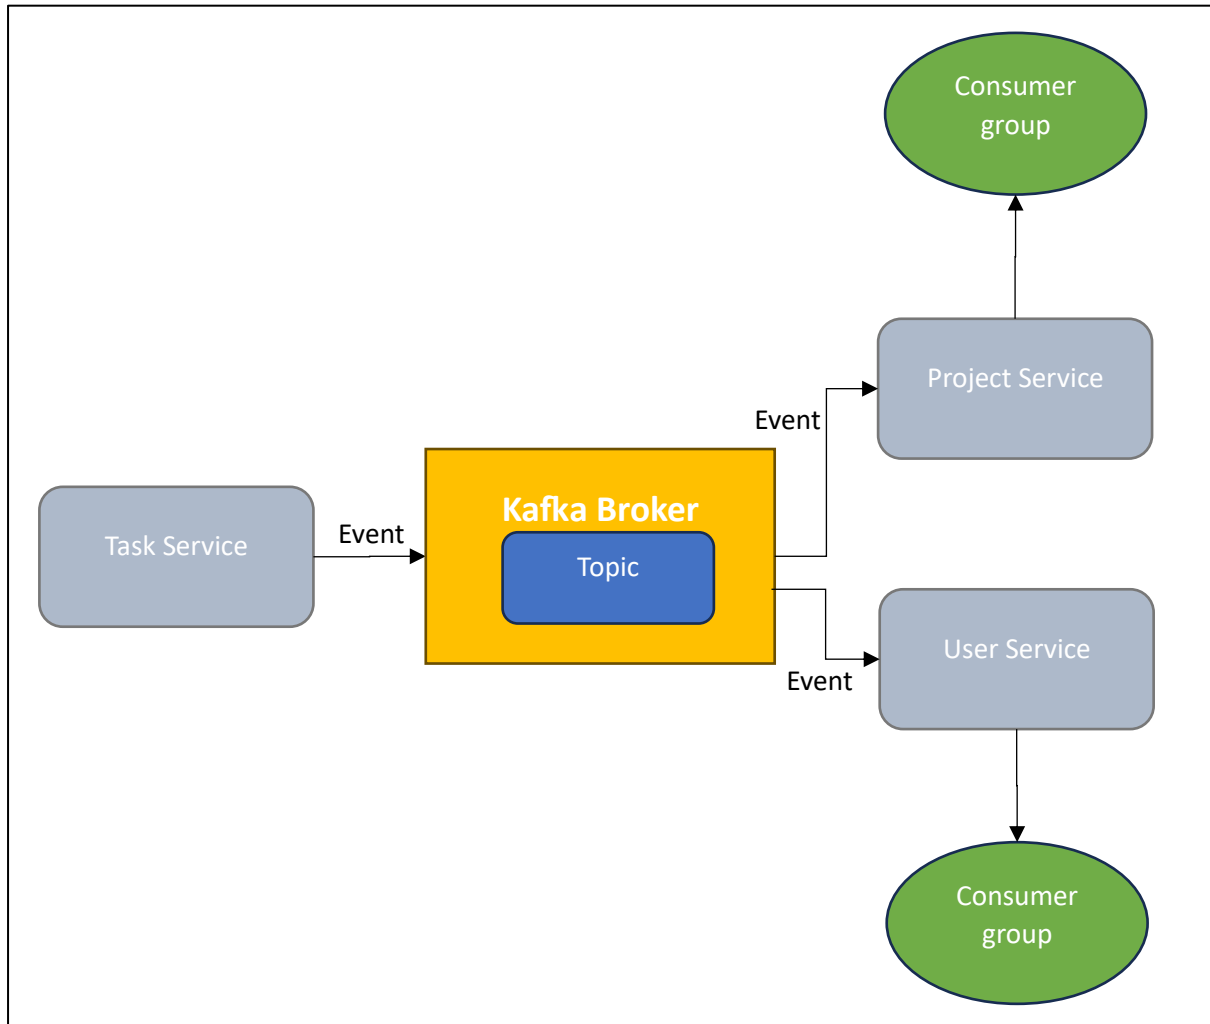 Consumer
group
Project Service
Event
Kafka Broker
Task Service
Event
Topic
User Service
Event
Consumer
group